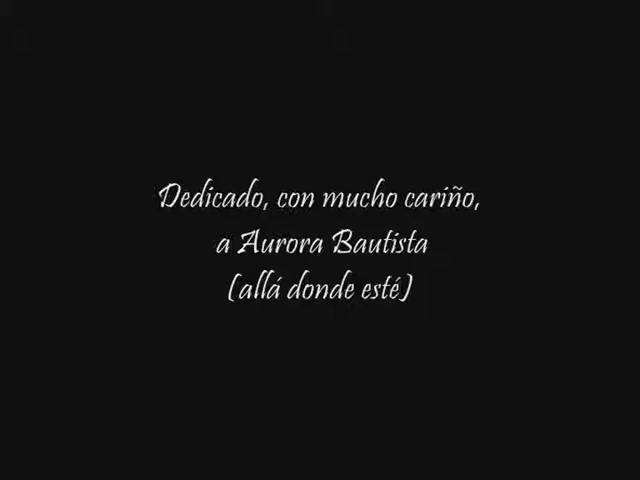 Dedicado, con mucho cariño,
a Aurora Bautista
(allá donde esté)